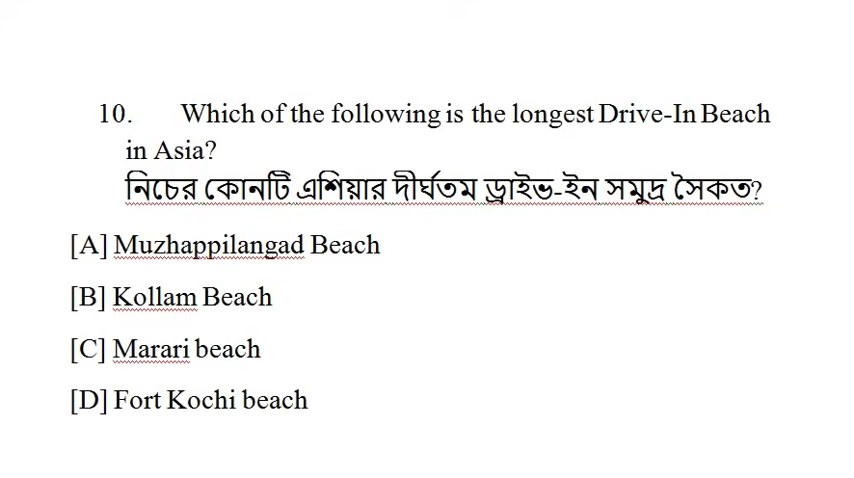 10. Which of the following is the longest Drive-In Beach
in Asia?
নিচের কোনটি এশিয়ার দীর্ঘতম ড্রাইভ-ইন সমুদ্র সৈকত?
[A] Muzhappilangad Beach
[B] Kollam Beach
[C] Marari beach
[D] Fort Kochi beach